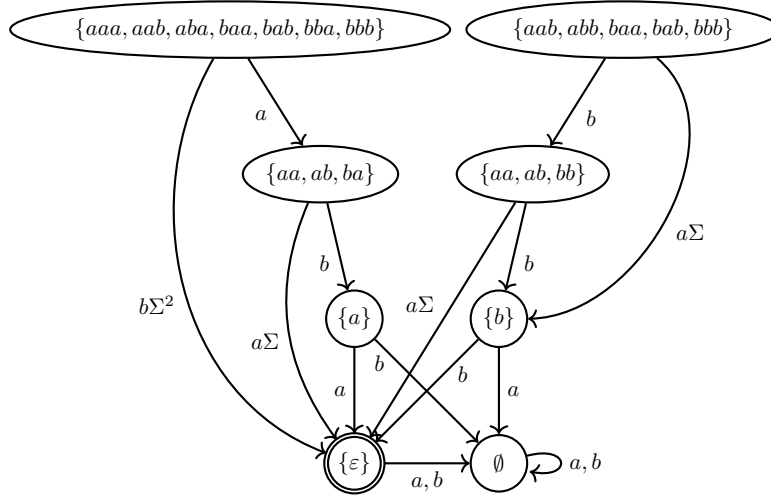 {aaa, aab, aba, baa, bab, bba, bbb} {aab, abb, baa, bab, bbb}
a b
{aa, ab, ba} {aa, ab, bb}
aΣ
b b
bΣ² aΣ
{a} {b}
aΣ
b b
a a
{ε} ∅ a, b
a, b